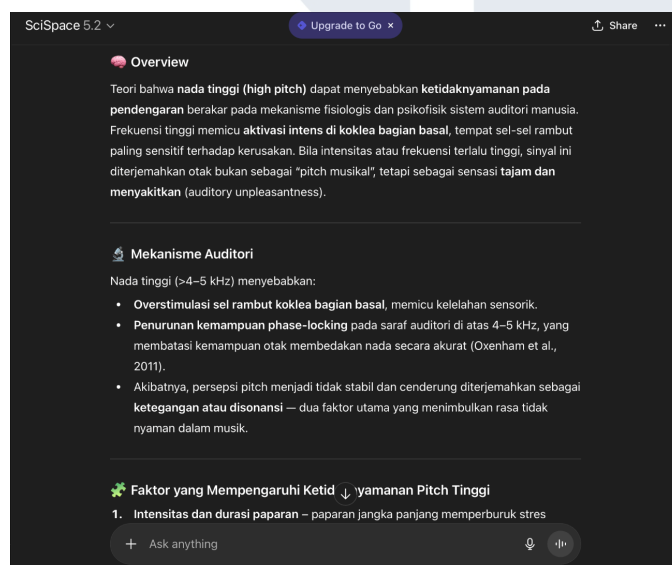 SciSpace 5.2
Upgrade to Go ×
Share
Overview
Teori bahwa nada tinggi (high pitch) dapat menyebabkan ketidaknyamanan pada
pendengaran berakar pada mekanisme fisiologis dan psikofisik sistem auditori manusia.
Frekuensi tinggi memicu aktivasi intens di koklea bagian basal, tempat sel-sel rambut
paling sensitif terhadap kerusakan. Bila intensitas atau frekuensi terlalu tinggi, sinyal ini
diterjemahkan otak bukan sebagai “pitch musikal”, tetapi sebagai sensasi tajam dan
menyakitkan (auditory unpleasantness).
Mekanisme Auditori
Nada tinggi (>4–5 kHz) menyebabkan:
• Overstimulasi sel rambut koklea bagian basal, memicu kelelahan sensorik.
• Penurunan kemampuan phase-locking pada saraf auditori di atas 4–5 kHz, yang
membatasi kemampuan otak membedakan nada secara akurat (Oxenham et al.,
2011).
• Akibatnya, persepsi pitch menjadi tidak stabil dan cenderung diterjemahkan sebagai
ketegangan atau disonansi — dua faktor utama yang menimbulkan rasa tidak
nyaman dalam musik.
Faktor yang Mempengaruhi Ketid yamanan Pitch Tinggi
1. Intensitas dan durasi paparan – paparan jangka panjang memperburuk stres
Ask anything